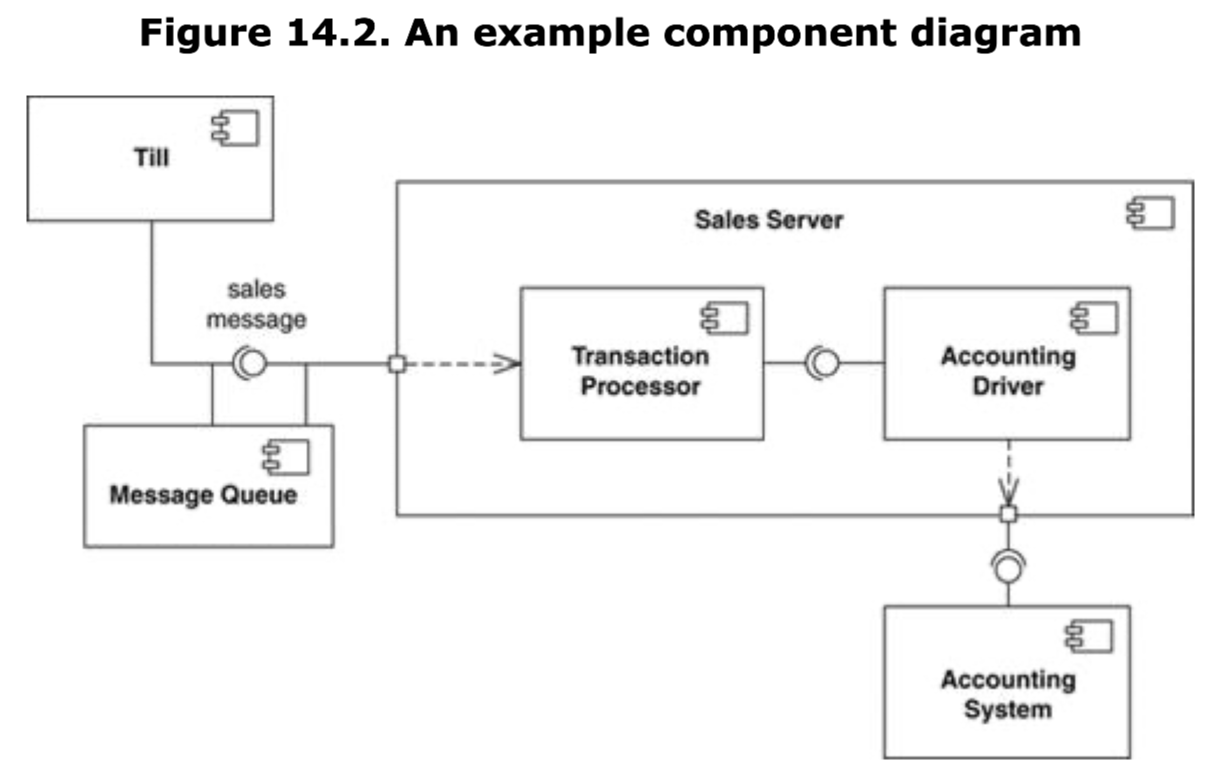 Figure 14.2. An example component diagram
Till
Sales Server
sales
message
Transaction
Processor
Accounting
Driver
Message Queue
Accounting
System